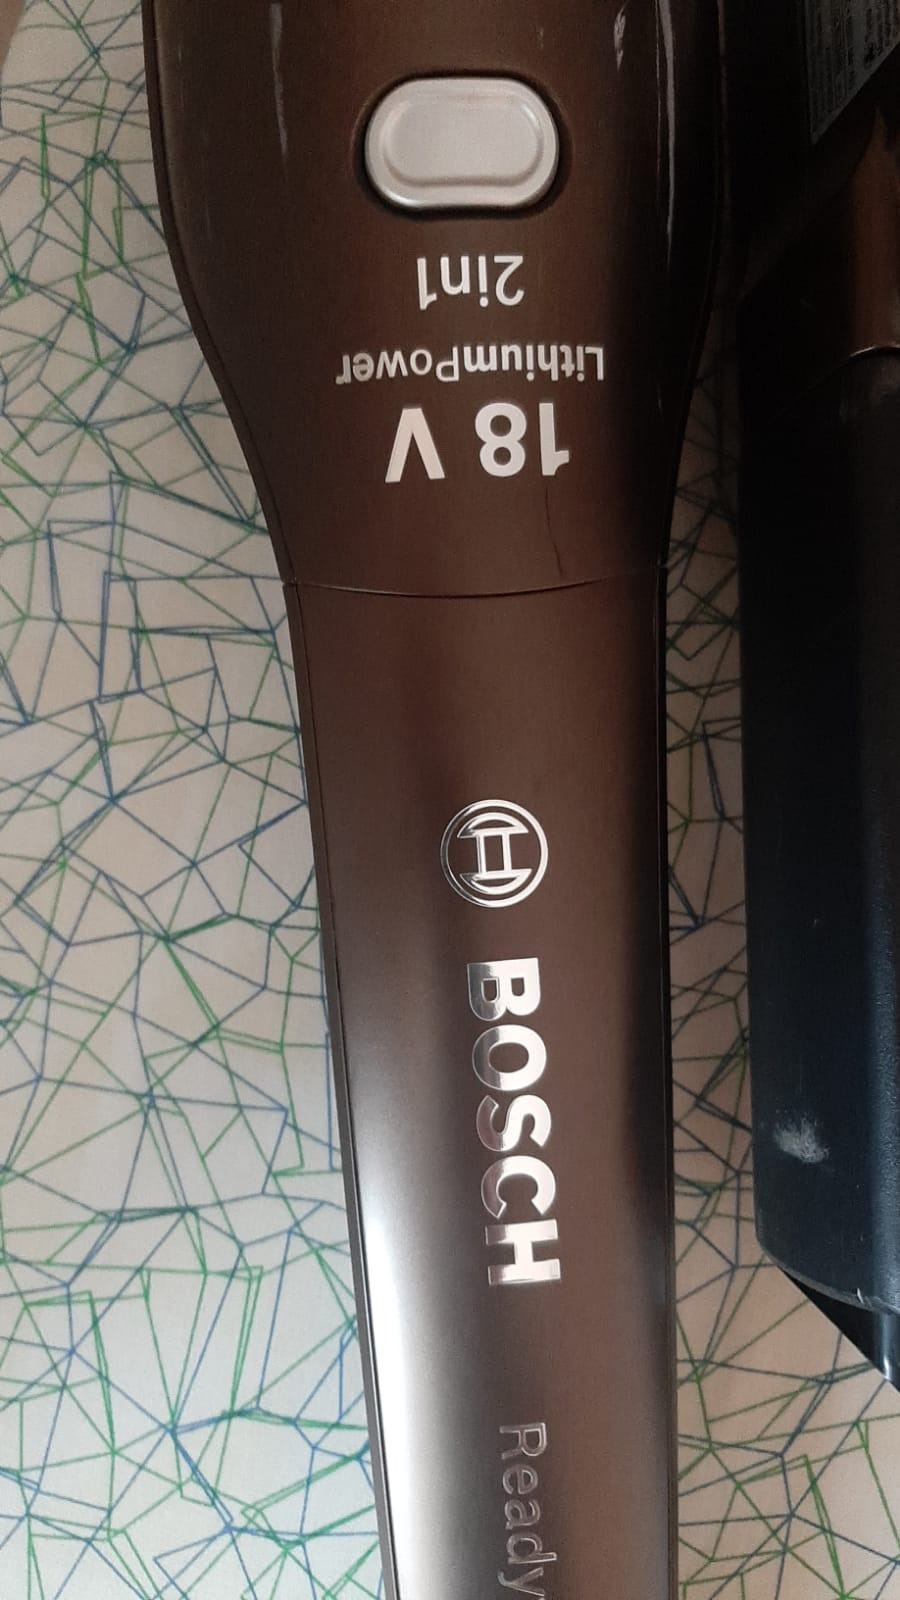 2in1
LithiumPower
18 V
BOSCH
Ready